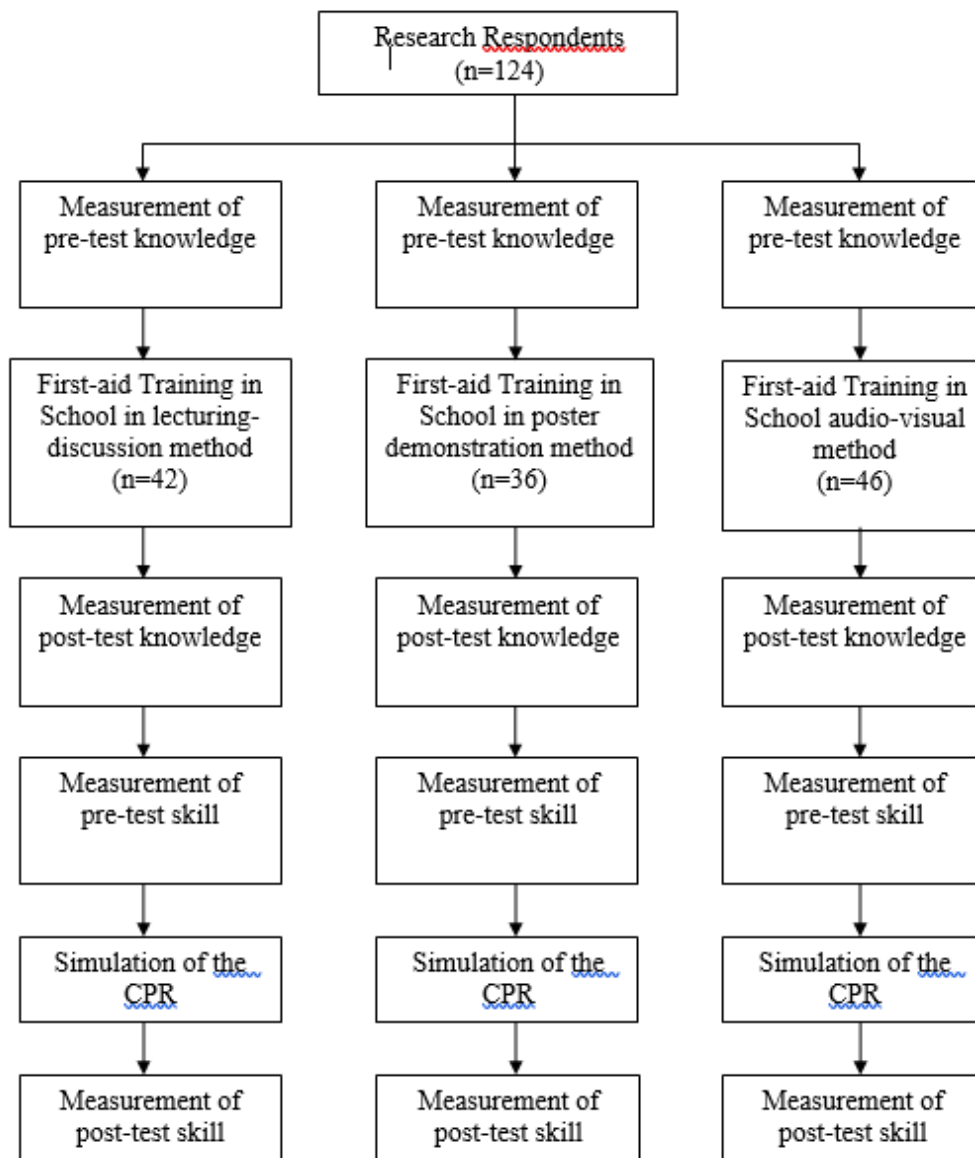 Research Respondents
(n=124)
Measurement of
pre-test knowledge
Measurement of
pre-test knowledge
Measurement of
pre-test knowledge
First-aid Training in
School in lecturing-
discussion method
(n=42)
First-aid Training in
School in poster
demonstration method
(n=36)
First-aid Training in
School audio-visual
method
(n=46)
Measurement of
post-test knowledge
Measurement of
post-test knowledge
Measurement of
post-test knowledge
Measurement of
pre-test skill
Measurement of
pre-test skill
Measurement of
pre-test skill
Simulation of the
CPR
Simulation of the
CPR
Simulation of the
CPR
Measurement of
post-test skill
Measurement of
post-test skill
Measurement of
post-test skill